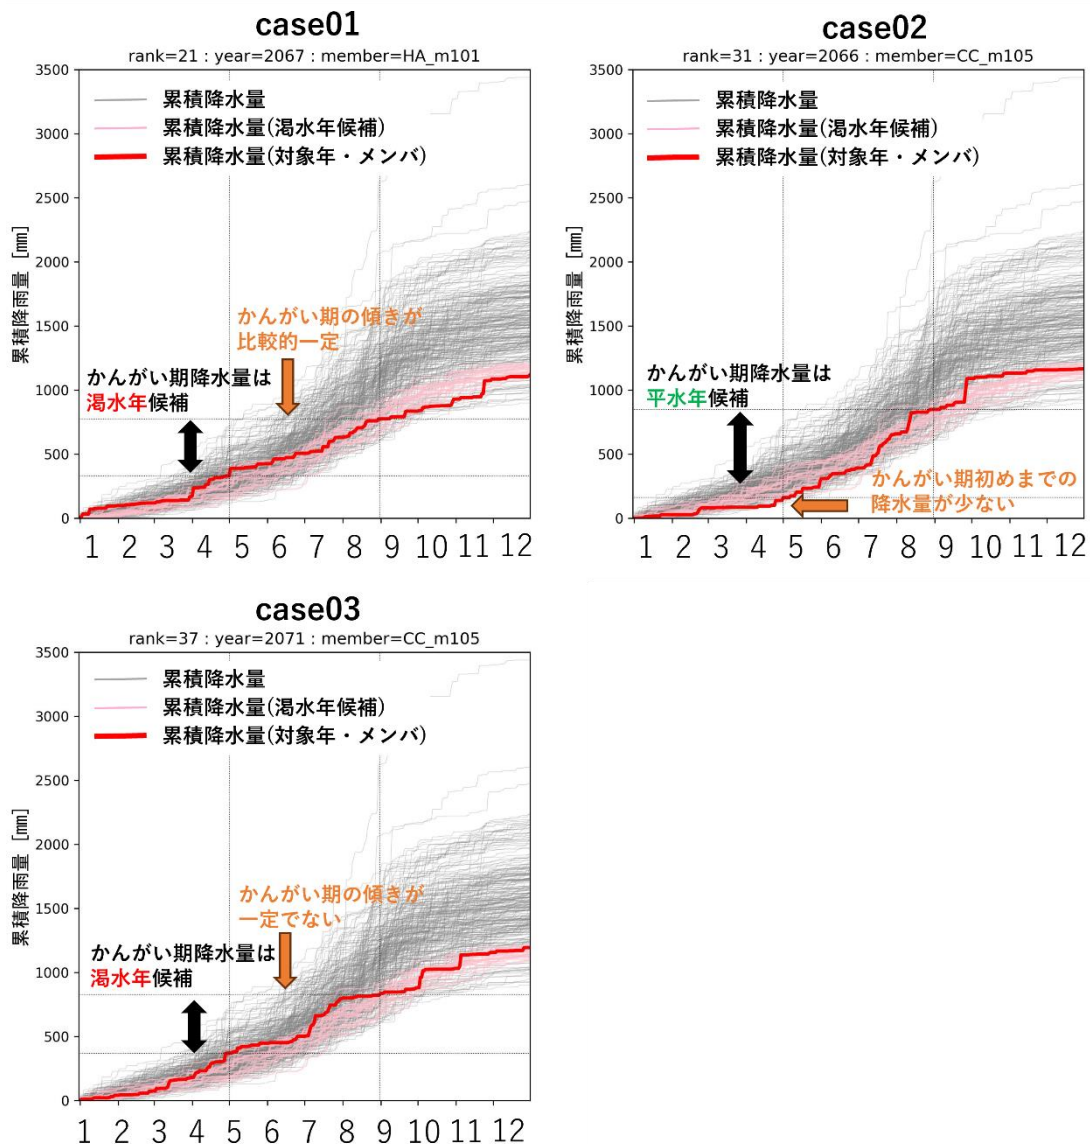 case01
rank=21 : year=2067 : member=HA_m101
3500
3000
2500
2000
1500
1000
500
0
累積降雨量 [㎜]
累積降水量
累積降水量(渇水年候補)
累積降水量(対象年・メンバ)
かんがい期の傾きが
比較的一定
かんがい期降水量は
渇水年候補
1 2 3 4 5 6 7 8 9 10 11 12
case02
rank=31 : year=2066 : member=CC_m105
3500
3000
2500
2000
1500
1000
500
0
累積降雨量 [㎜]
累積降水量
累積降水量(渇水年候補)
累積降水量(対象年・メンバ)
かんがい期降水量は
平水年候補
かんがい期初めまでの
降水量が少ない
1 2 3 4 5 6 7 8 9 10 11 12
case03
rank=37 : year=2071 : member=CC_m105
3500
3000
2500
2000
1500
1000
500
0
累積降雨量 [㎜]
累積降水量
累積降水量(渇水年候補)
累積降水量(対象年・メンバ)
かんがい期の傾きが
一定でない
かんがい期降水量は
渇水年候補
1 2 3 4 5 6 7 8 9 10 11 12